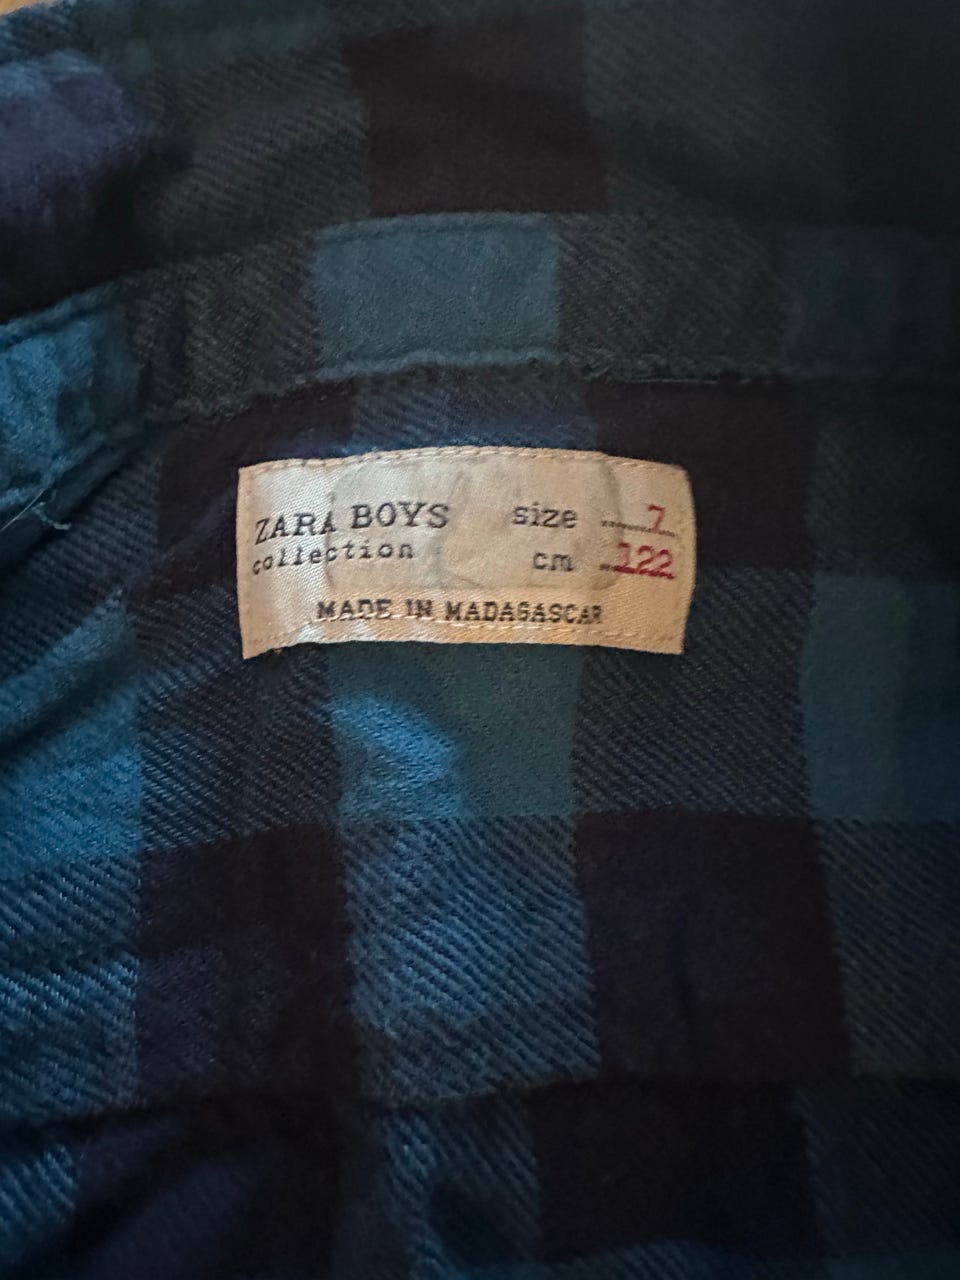 ZARA BOYS size 7
collection cm 122
MADE IN MADAGASCAR